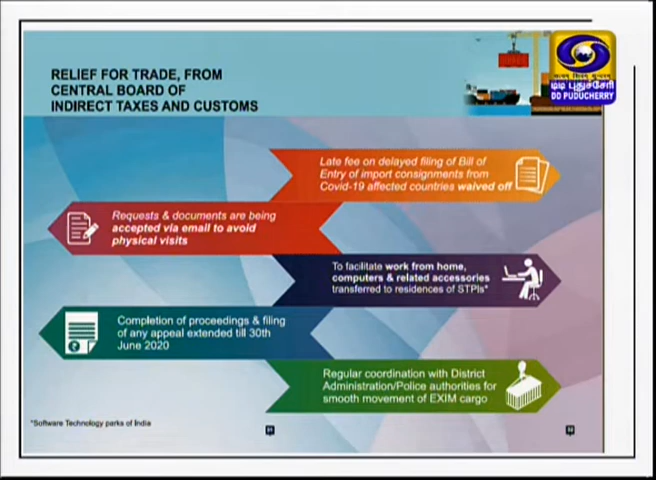 RELIEF FOR TRADE, FROM
CENTRAL BOARD OF
INDIRECT TAXES AND CUSTOMS
டிடி புதுச்சேரி
DD PUDUCHERRY
Late fee on delayed filing of Bill of
Entry of import consignments from
Covid-19 affected countries waived off
Requests & documents are being
accepted via email to avoid
physical visits
To facilitate work from home,
computers & related accessories
transferred to residences of STPIs*
Completion of proceedings & filing
of any appeal extended till 30th
June 2020
Regular coordination with District
Administration/Police authorities for
smooth movement of EXIM cargo
*Software Technology parks of India